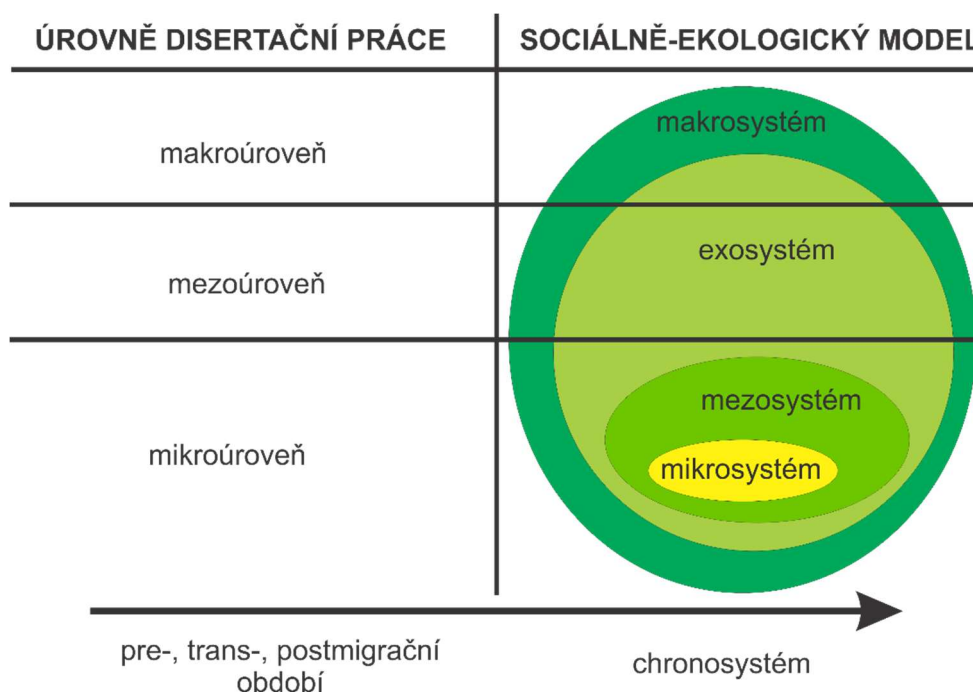 ÚROVNĚ DISERTAČNÍ PRÁCE
SOCIÁLNĚ-EKOLOGICKÝ MODEL
makroúroveň
makrosystém
mezoúroveň
exosystém
mikroúroveň
mezosystém
mikrosystém
pre-, trans-, postmigrační
období
chronosystém